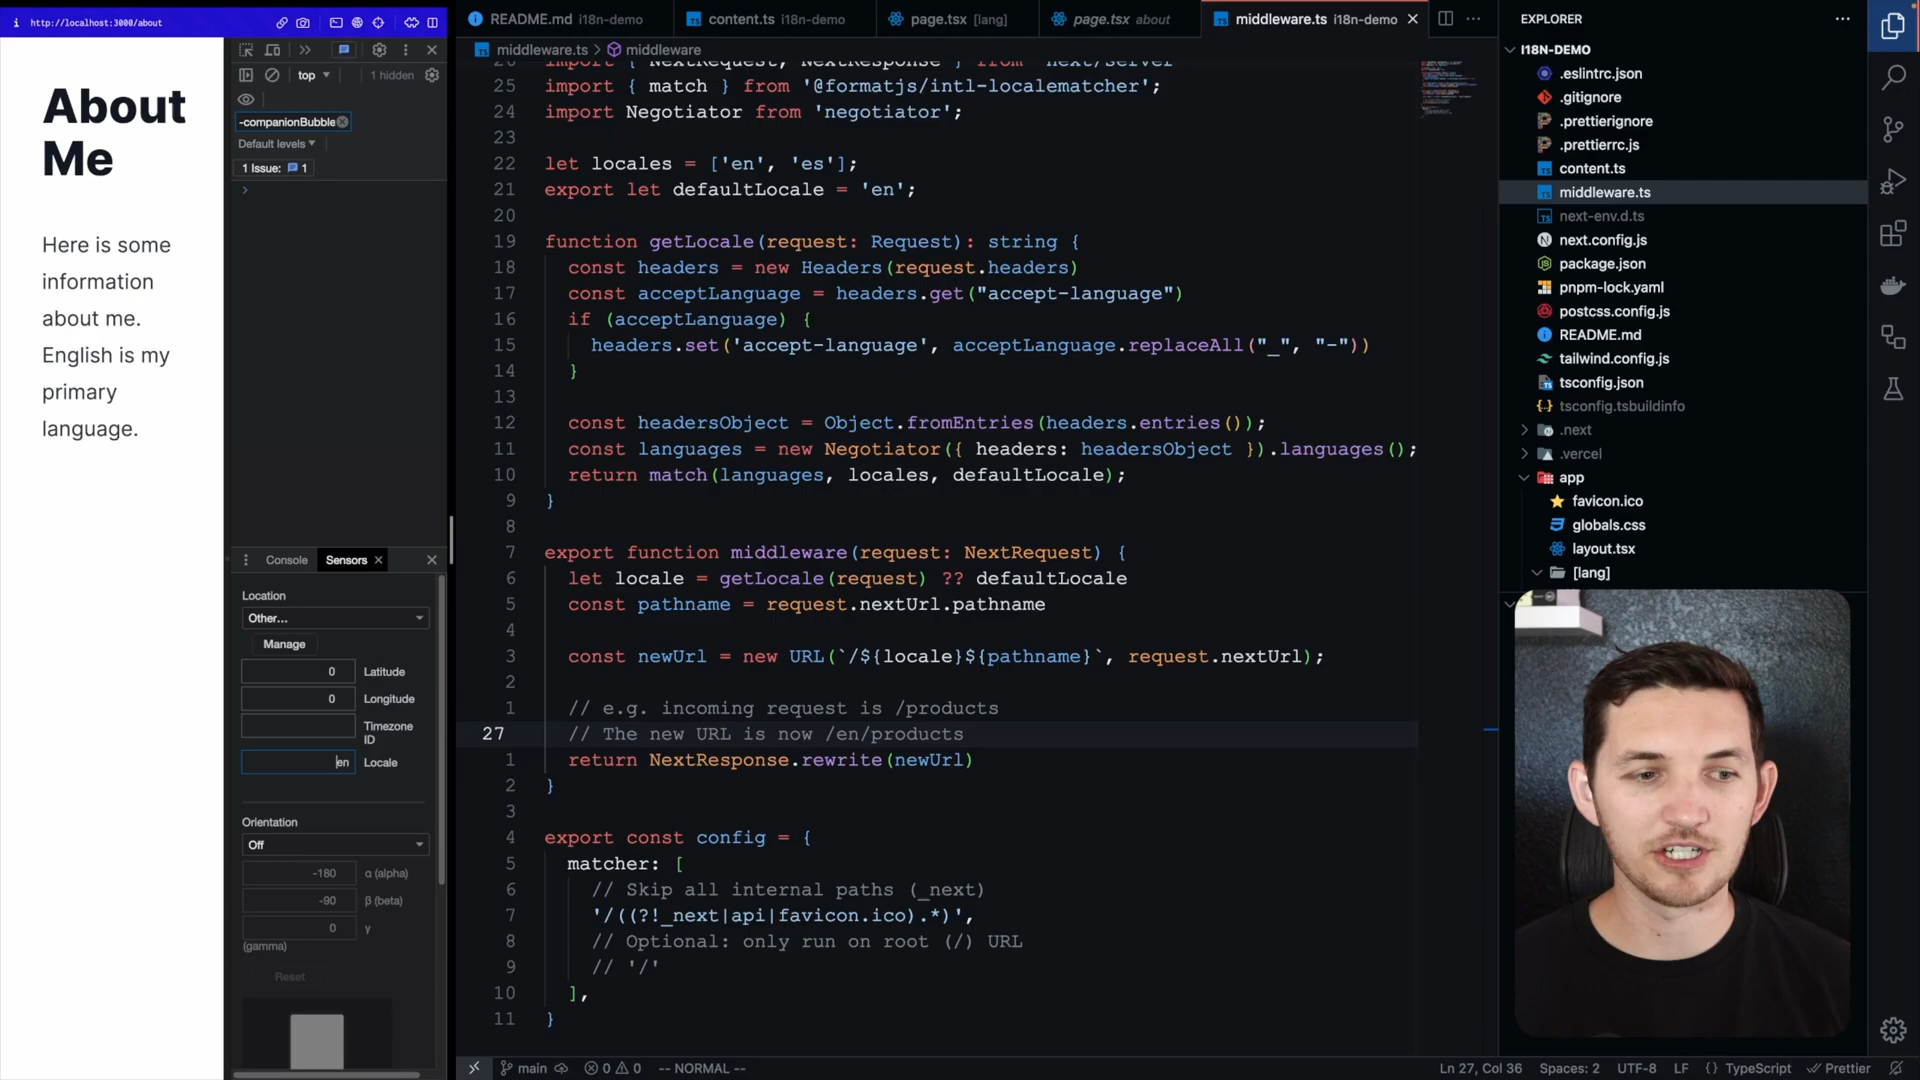 http://localhost:3000/about
About
Me
Here is some
information
about me.
English is my
primary
language.
top
1 hidden
-companionBubble
Default levels
1 Issue: 1
Console
Sensors
Location
Other...
Manage
0 Latitude
0 Longitude
Timezone
ID
en Locale
Orientation
Off
-180 α (alpha)
-90 β (beta)
0 γ
(gamma)
Reset
README.md i18n-demo
content.ts i18n-demo
page.tsx [lang]
page.tsx about
middleware.ts i18n-demo
middleware.ts > middleware
26 import { NextRequest, NextResponse } from 'next/server'
25 import { match } from '@formatjs/intl-localematcher';
24 import Negotiator from 'negotiator';
23
22 let locales = ['en', 'es'];
21 export let defaultLocale = 'en';
20
19 function getLocale(request: Request): string {
18 const headers = new Headers(request.headers)
17 const acceptLanguage = headers.get("accept-language")
16 if (acceptLanguage) {
15 headers.set('accept-language', acceptLanguage.replaceAll("_", "-"))
14 }
13
12 const headersObject = Object.fromEntries(headers.entries());
11 const languages = new Negotiator({ headers: headersObject }).languages();
10 return match(languages, locales, defaultLocale);
9 }
8
7 export function middleware(request: NextRequest) {
6 let locale = getLocale(request) ?? defaultLocale
5 const pathname = request.nextUrl.pathname
4
3 const newUrl = new URL(`/${locale}${pathname}`, request.nextUrl);
2
1 // e.g. incoming request is /products
27 // The new URL is now /en/products
1 return NextResponse.rewrite(newUrl)
2 }
3
4 export const config = {
5 matcher: [
6 // Skip all internal paths (_next)
7 '/((?!_next|api|favicon.ico).*)',
8 // Optional: only run on root (/) URL
9 // '/'
10 ],
11 }
main
0 0
-- NORMAL --
Ln 27, Col 36
Spaces: 2
UTF-8
LF
{} TypeScript
Prettier
EXPLORER
I18N-DEMO
.eslintrc.json
.gitignore
.prettierignore
.prettierrc.js
content.ts
middleware.ts
next-env.d.ts
next.config.js
package.json
pnpm-lock.yaml
postcss.config.js
README.md
tailwind.config.js
tsconfig.json
tsconfig.tsbuildinfo
.next
.vercel
app
favicon.ico
globals.css
layout.tsx
[lang]